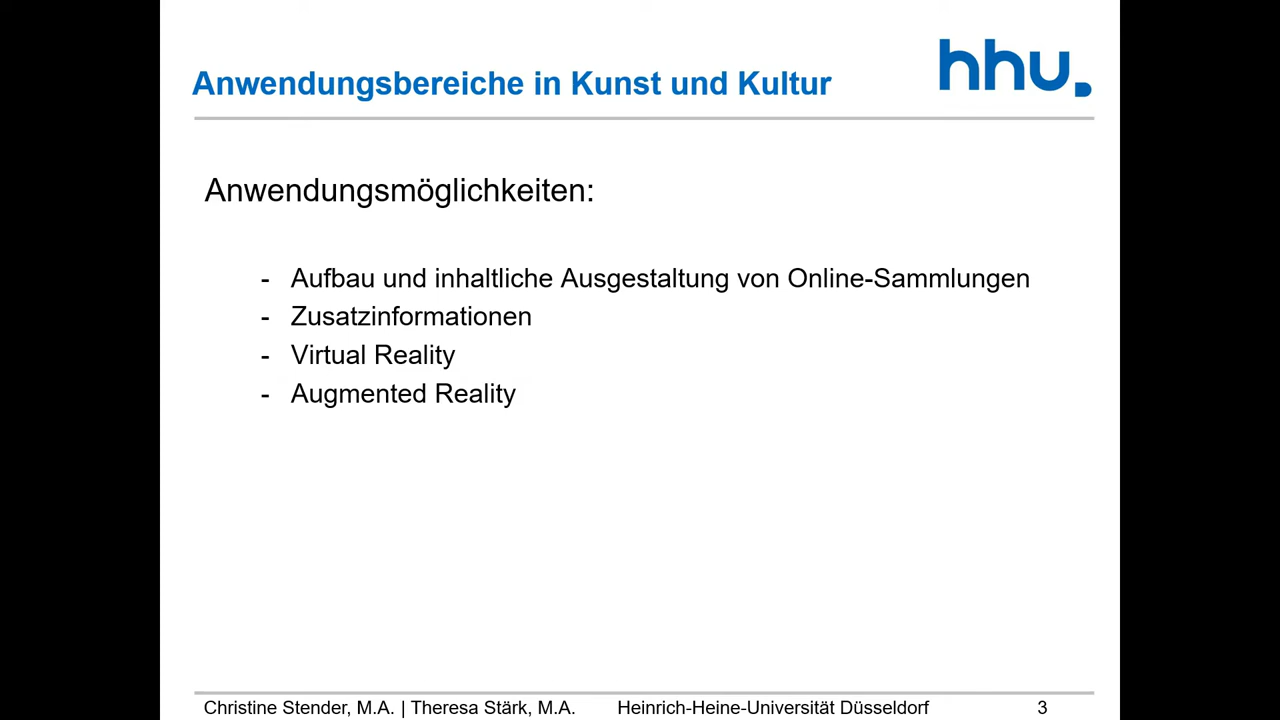 hhu.
Anwendungsbereiche in Kunst und Kultur
Anwendungsmöglichkeiten:
- Aufbau und inhaltliche Ausgestaltung von Online-Sammlungen
- Zusatzinformationen
- Virtual Reality
- Augmented Reality
Christine Stender, M.A. | Theresa Stärk, M.A. Heinrich-Heine-Universität Düsseldorf 3